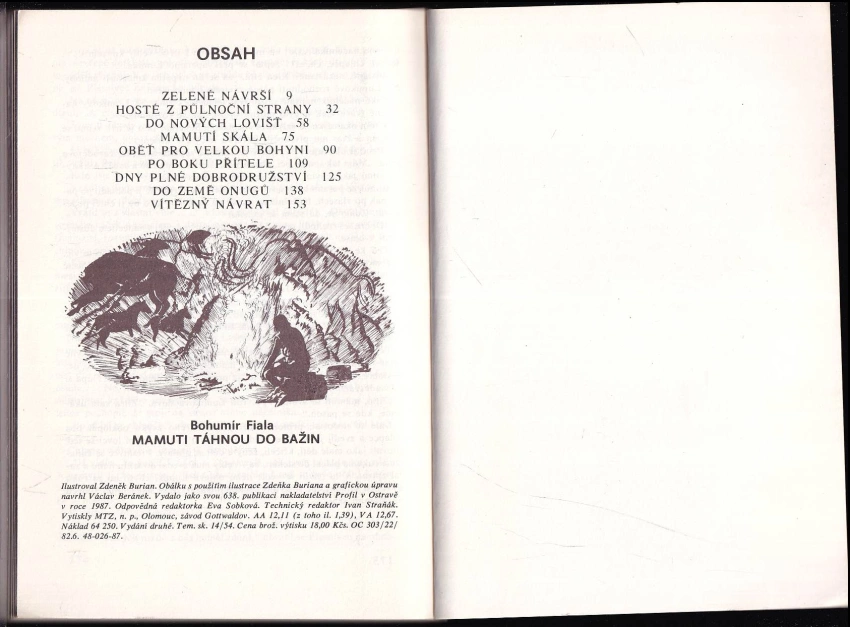 OBSAH
ZELENÉ NÁVRŠÍ 9
HOSTÉ Z PŮLNOČNÍ STRANY 32
DO NOVÝCH LOVIŠŤ 58
MAMUTÍ SKÁLA 75
OBĚŤ PRO VELKOU BOHYNI 90
PO BOKU PŘÍTELE 109
DNY PLNÉ DOBRODRUŽSTVÍ 125
DO ZEMĚ ONUGŮ 138
VÍTĚZNÝ NÁVRAT 153
Bohumír Fiala
MAMUTI TÁHNOU DO BAŽIN
Ilustroval Zdeněk Burian. Obálku s použitím ilustrace Zdeňka Buriana a grafickou úpravu
navrhl Václav Beránek. Vydalo jako svou 638. publikaci nakladatelství Profil v Ostravě
v roce 1987. Odpovědná redaktorka Eva Sobková. Technický redaktor Ivan Straňák.
Vytiskly MTZ, n. p., Olomouc, závod Gottwaldov. AA 12,11 (z toho il. 1,39), VA 12,67.
Náklad 64 250. Vydání druhé. Tem. sk. 14/54. Cena brož. výtisku 18,00 Kčs. OC 303/22/
82.6. 48-026-87.